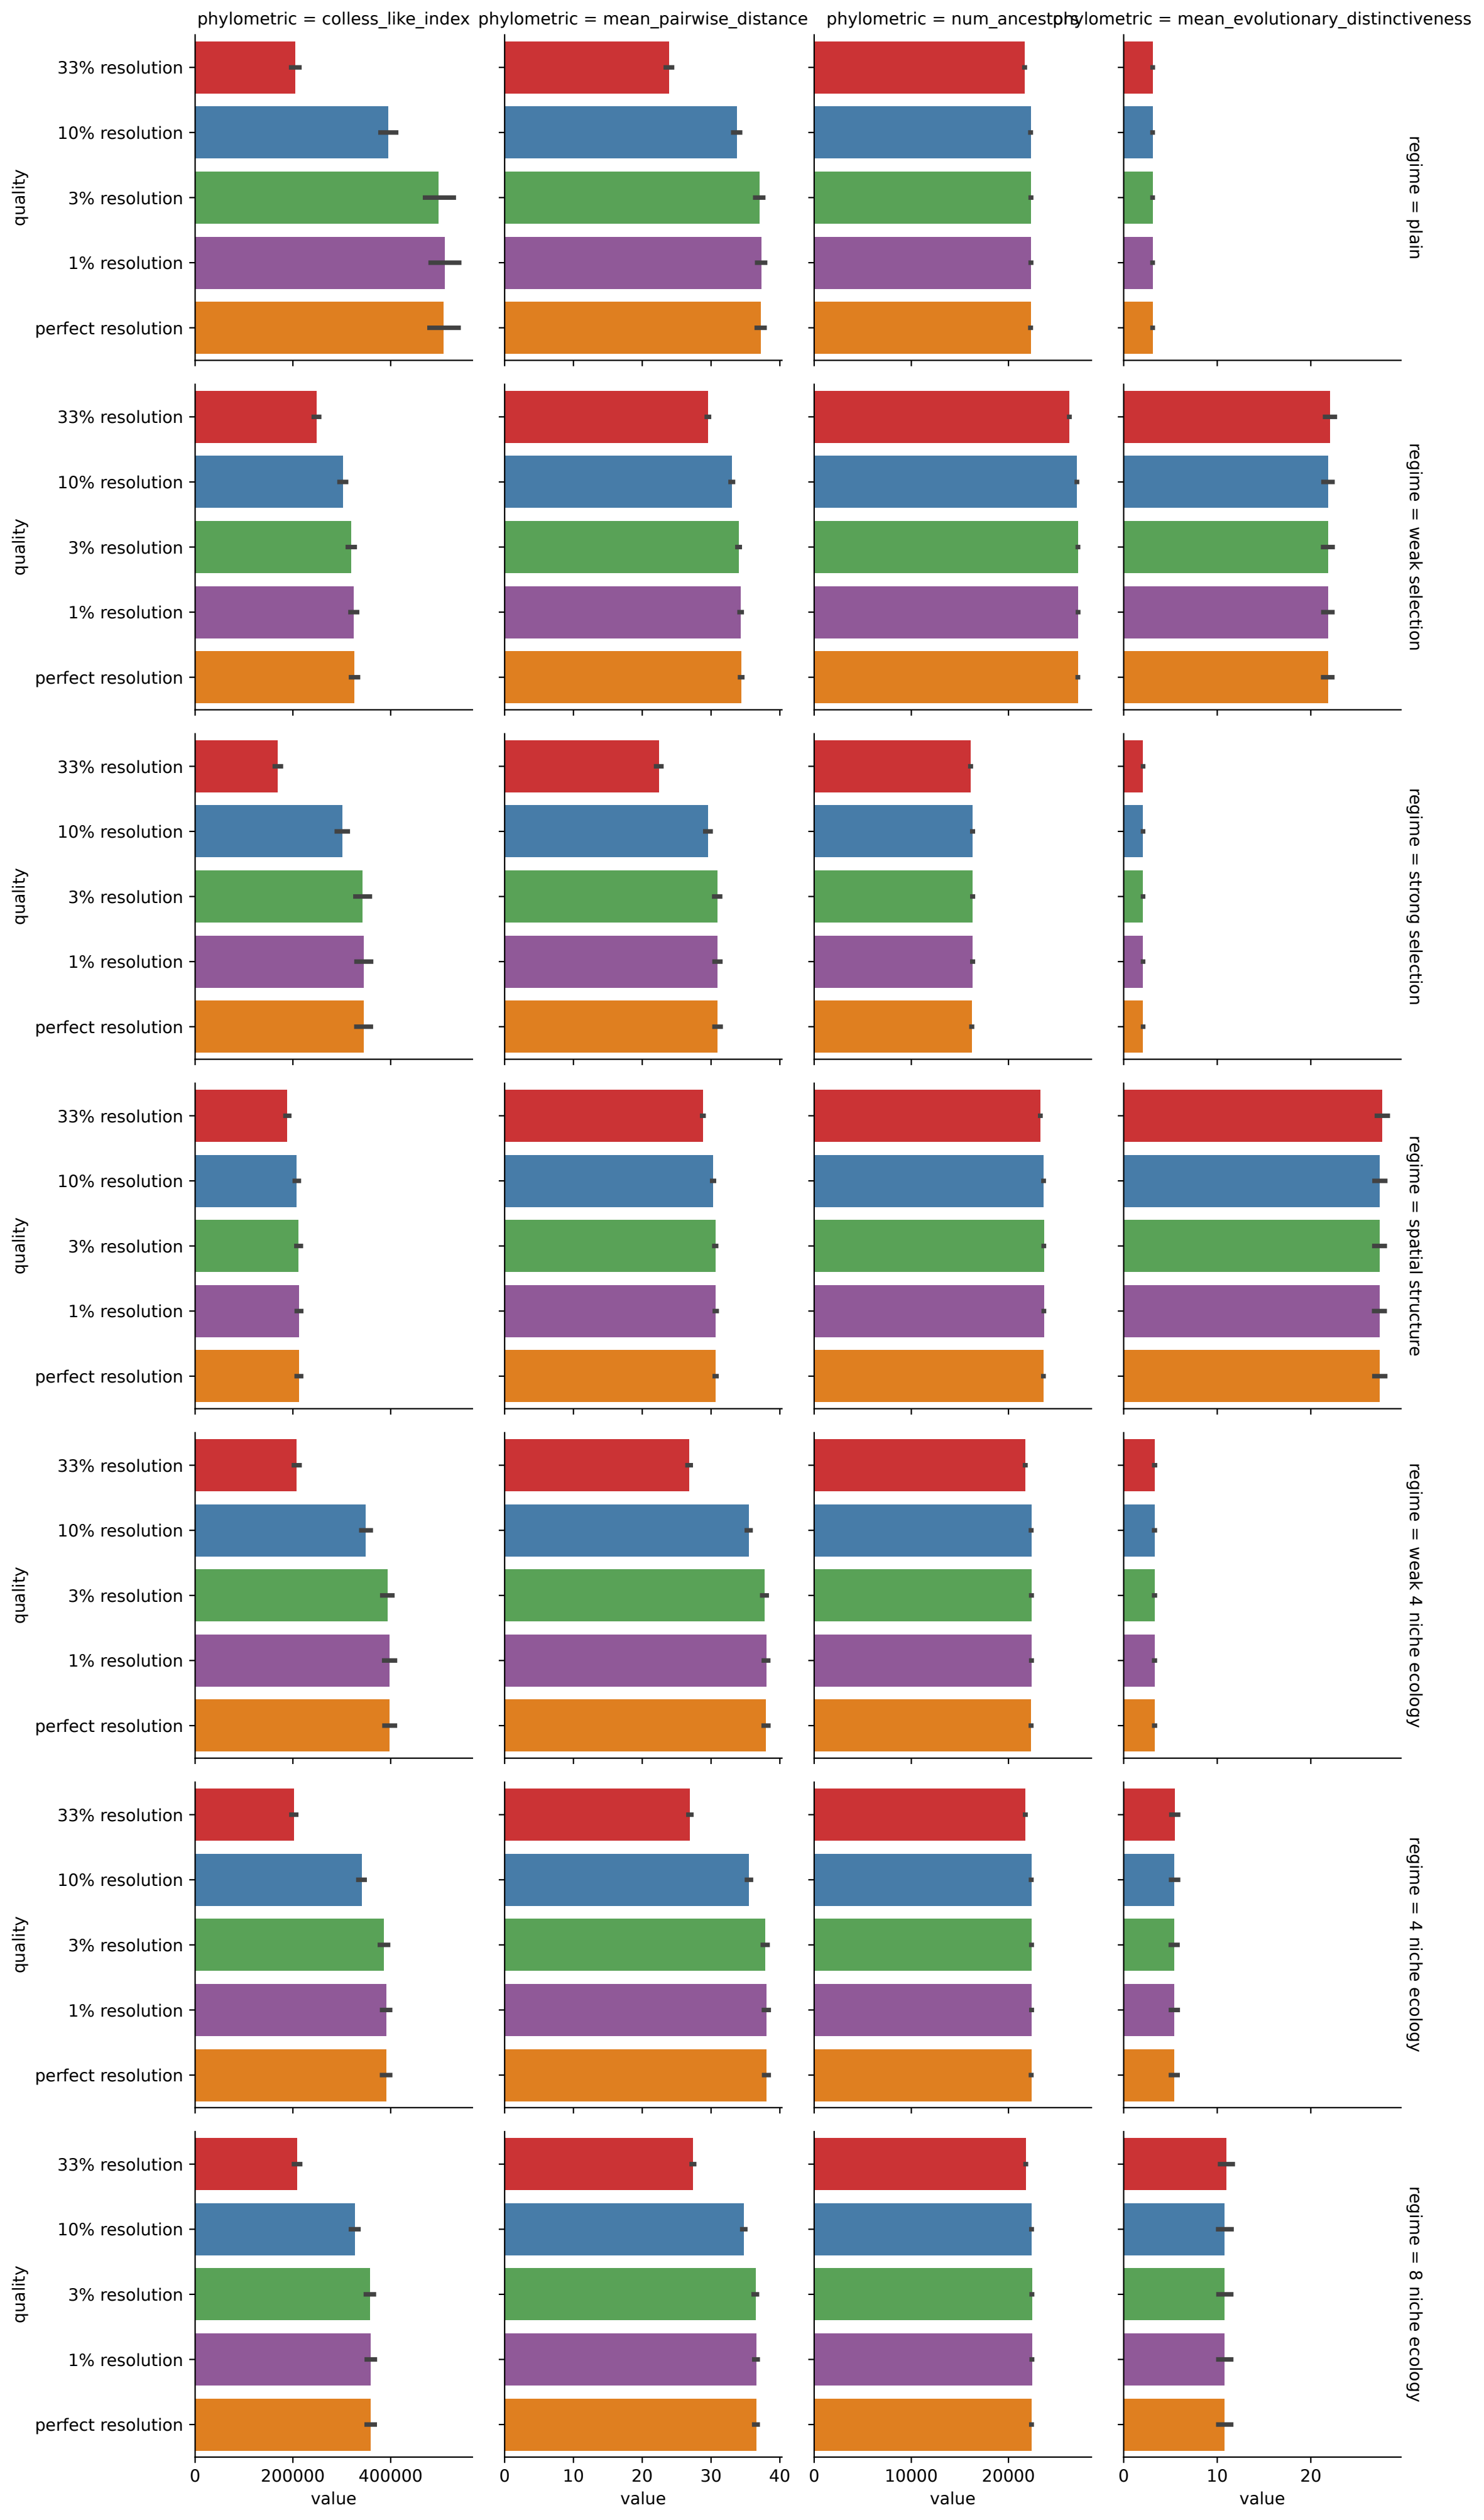 phylometric = colless_like_index
phylometric = mean_pairwise_distance
phylometric = num_ancestors
phylometric = mean_evolutionary_distinctiveness
quality
33% resolution
10% resolution
3% resolution
1% resolution
perfect resolution
regime = plain
quality
33% resolution
10% resolution
3% resolution
1% resolution
perfect resolution
regime = weak selection
quality
33% resolution
10% resolution
3% resolution
1% resolution
perfect resolution
regime = strong selection
quality
33% resolution
10% resolution
3% resolution
1% resolution
perfect resolution
regime = spatial structure
quality
33% resolution
10% resolution
3% resolution
1% resolution
perfect resolution
regime = weak 4 niche ecology
quality
33% resolution
10% resolution
3% resolution
1% resolution
perfect resolution
regime = 4 niche ecology
quality
33% resolution
10% resolution
3% resolution
1% resolution
perfect resolution
regime = 8 niche ecology
0 200000 400000
0 10 20 30 40
0 10000 20000
0 10 20
value
value
value
value